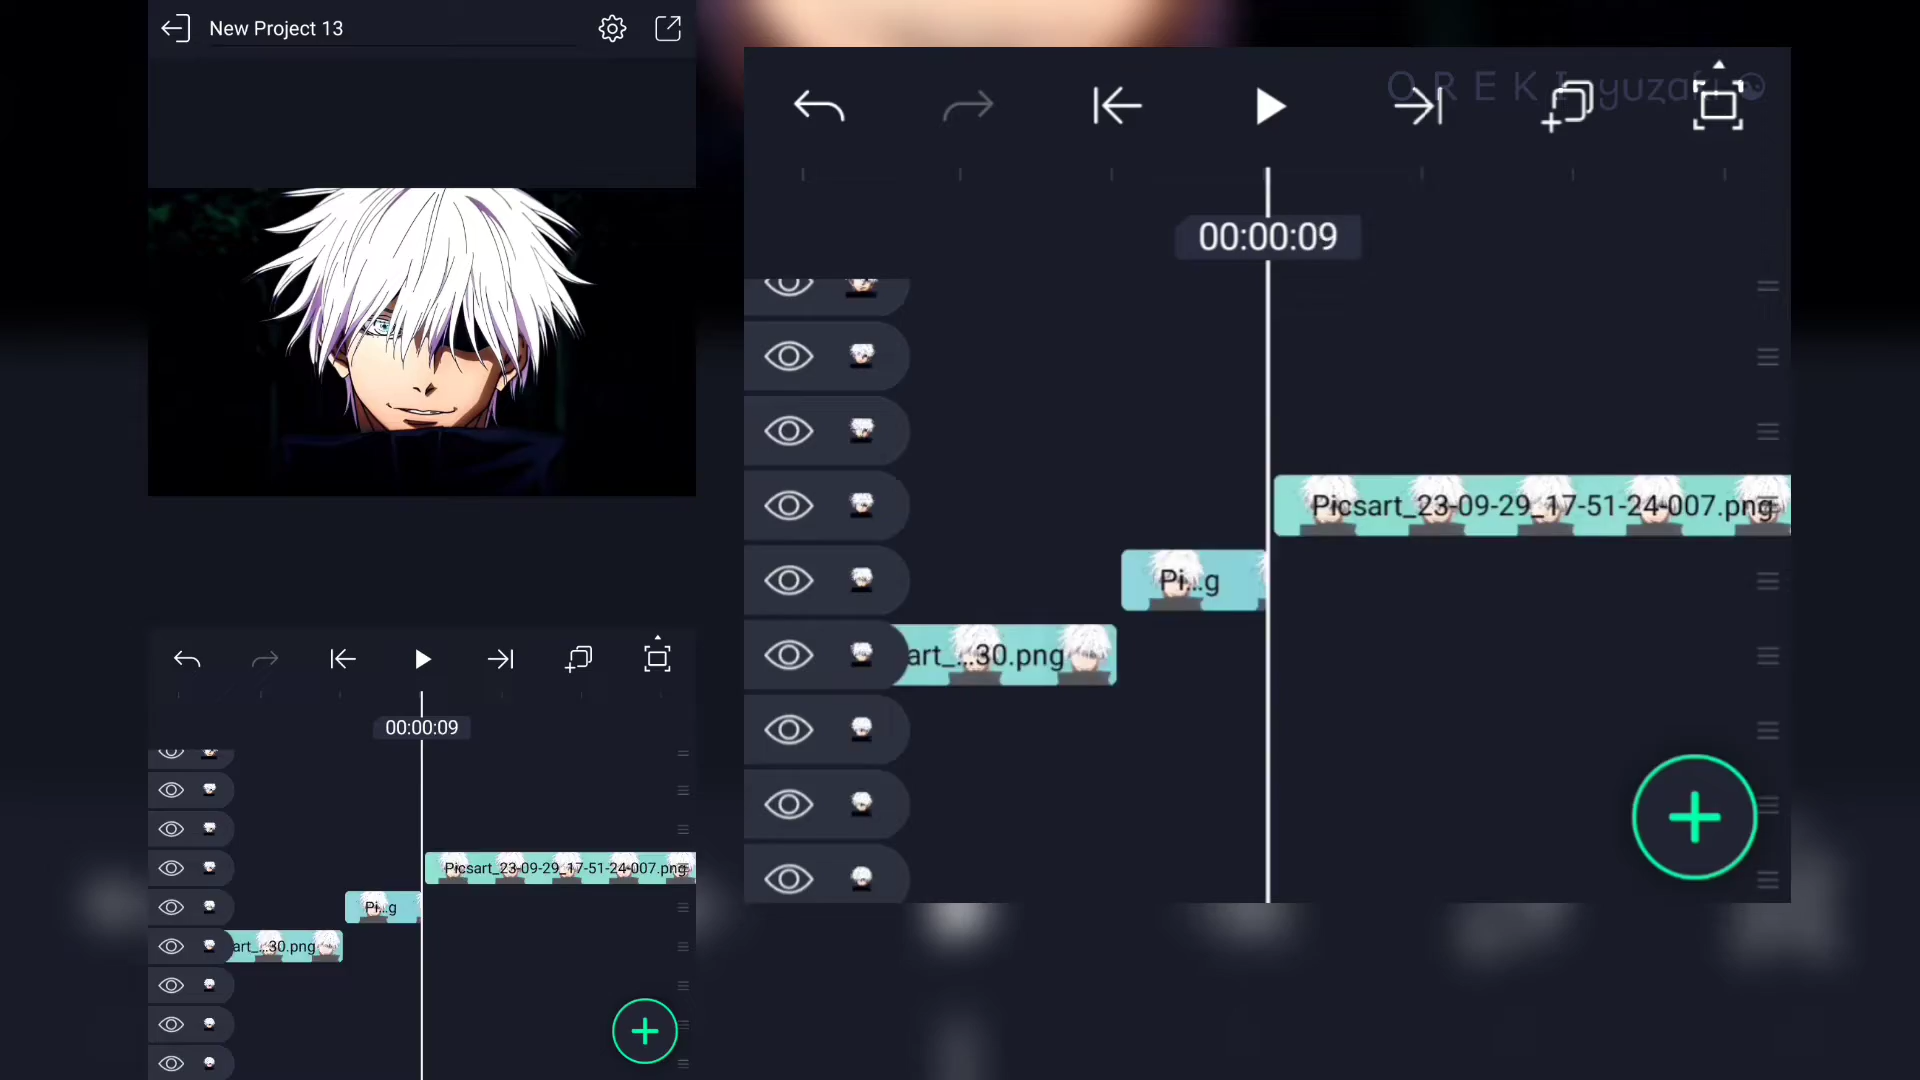 New Project 13
O R E K I yuzaki
00:00:09
Picsart_23-09-29_17-51-24-007.png
Pi...g
art_...30.png
00:00:09
Picsart_23-09-29_17-51-24-007.png
Pi...g
art_...30.png